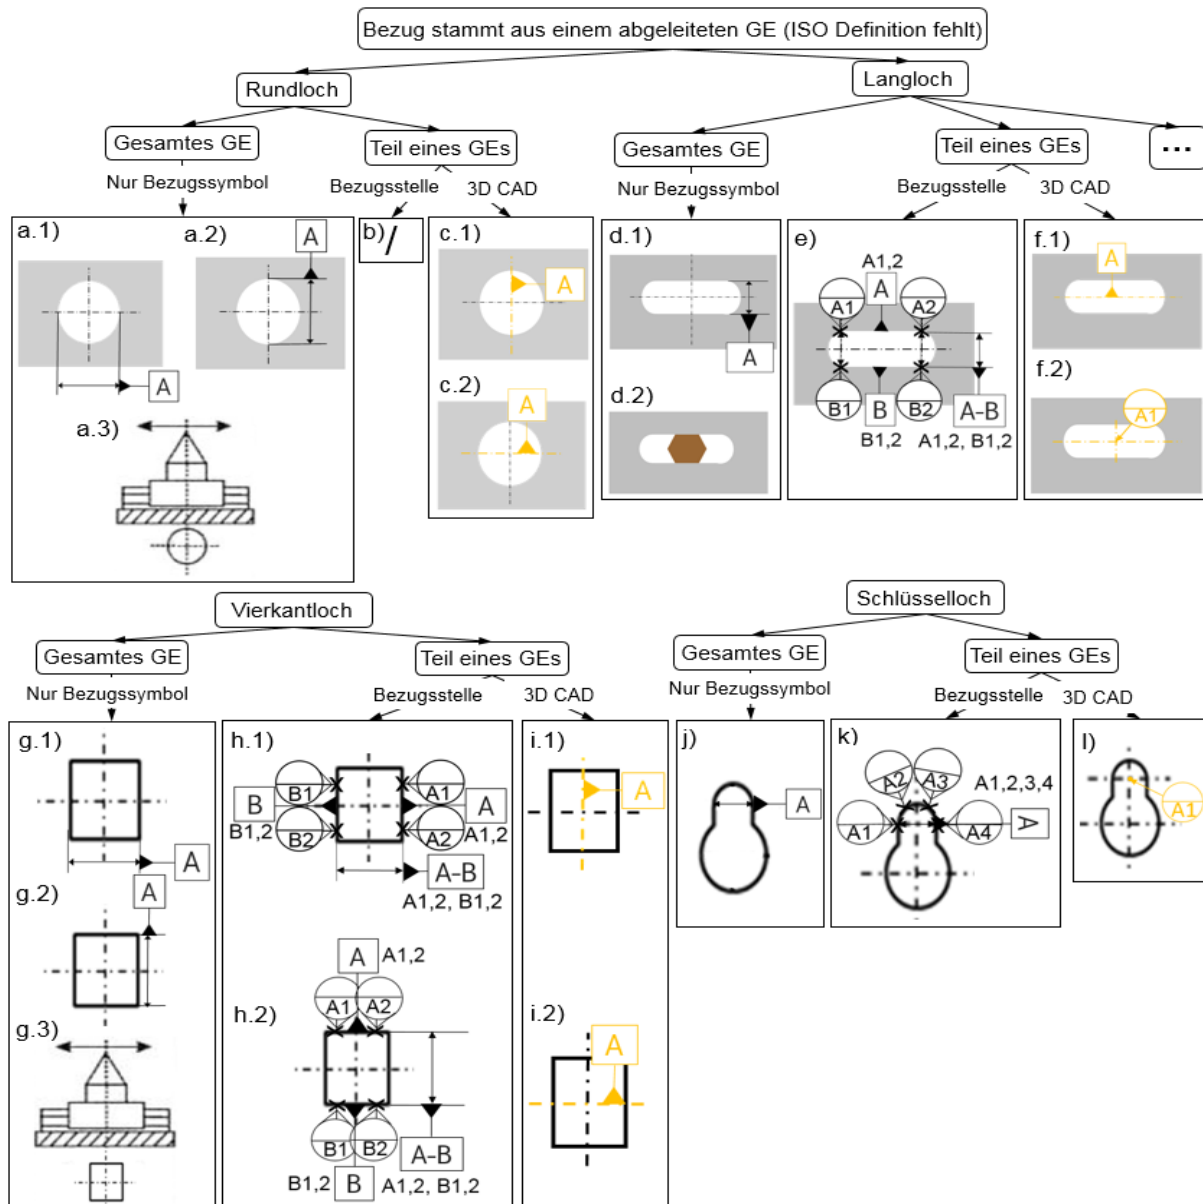 Bezug stammt aus einem abgeleiteten GE (ISO Definition fehlt)
Rundloch
Langloch
Gesamtes GE
Teil eines GEs
Gesamtes GE
Teil eines GEs
...
Nur Bezugssymbol
Bezugsstelle
3D CAD
Nur Bezugssymbol
Bezugsstelle
3D CAD
a.1)
A
a.2)
A
a.3)
b)
/
c.1)
A
c.2)
A
d.1)
A
d.2)
e)
A1,2
A1
A
A2
B1
B
B2
A-B
B1,2
A1,2, B1,2
f.1)
A
f.2)
A1
Vierkantloch
Schlüsselloch
Gesamtes GE
Teil eines GEs
Gesamtes GE
Teil eines GEs
Nur Bezugssymbol
Bezugsstelle
3D CAD
Nur Bezugssymbol
Bezugsstelle
3D CAD
g.1)
A
g.2)
A
g.3)
h.1)
B1
A1
B
A
B1,2
B2
A2
A1,2
A-B
A1,2, B1,2
h.2)
A
A1,2
A1
A2
B1
B2
A-B
B1,2
B
A1,2, B1,2
i.1)
A
i.2)
A
j)
A
k)
A2
A3
A1,2,3,4
A1
A4
A
l)
A1